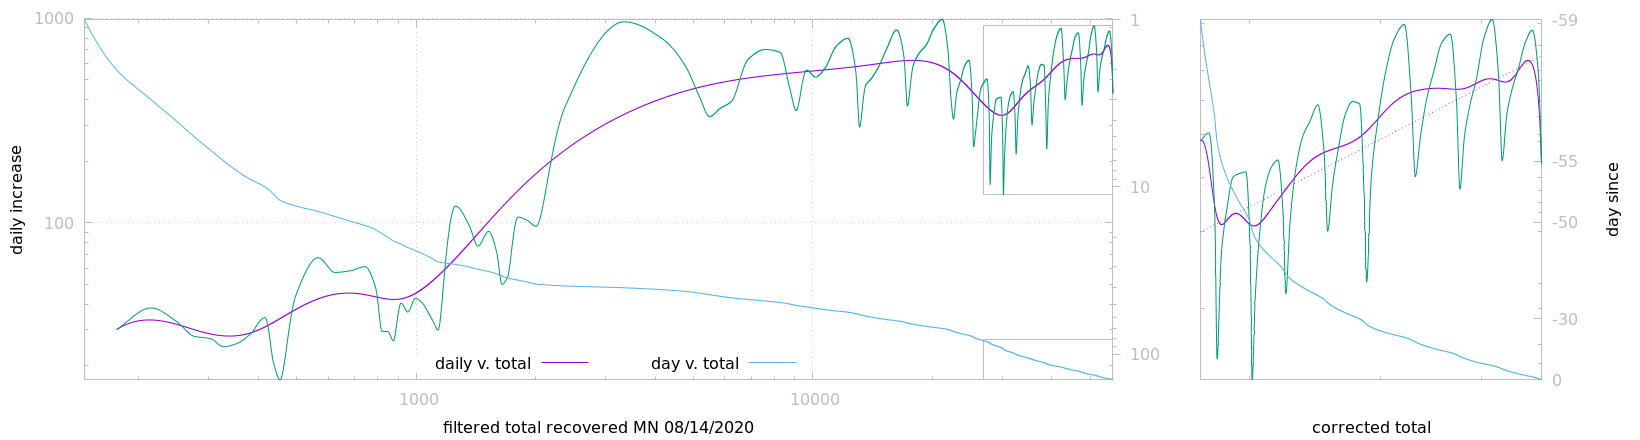 1000
100
daily increase
1000
10000
filtered total recovered MN 08/14/2020
daily v. total
day v. total
1
10
100
-59
-55
-50
-30
0
day since
corrected total